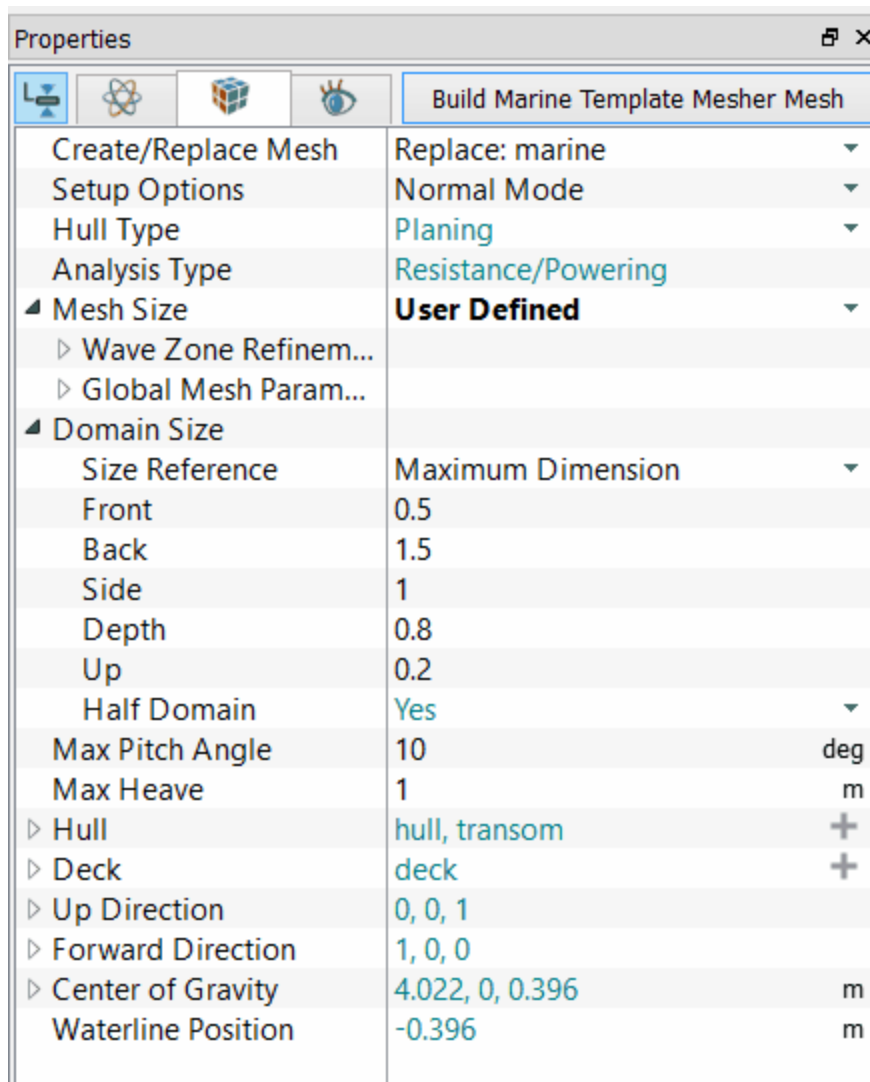 Properties
Build Marine Template Mesher Mesh
Create/Replace Mesh Replace: marine
Setup Options Normal Mode
Hull Type Planing
Analysis Type Resistance/Powering
Mesh Size User Defined
Wave Zone Refinem...
Global Mesh Param...
Domain Size
Size Reference Maximum Dimension
Front 0.5
Back 1.5
Side 1
Depth 0.8
Up 0.2
Half Domain Yes
Max Pitch Angle 10 deg
Max Heave 1 m
Hull hull, transom
Deck deck
Up Direction 0, 0, 1
Forward Direction 1, 0, 0
Center of Gravity 4.022, 0, 0.396 m
Waterline Position -0.396 m